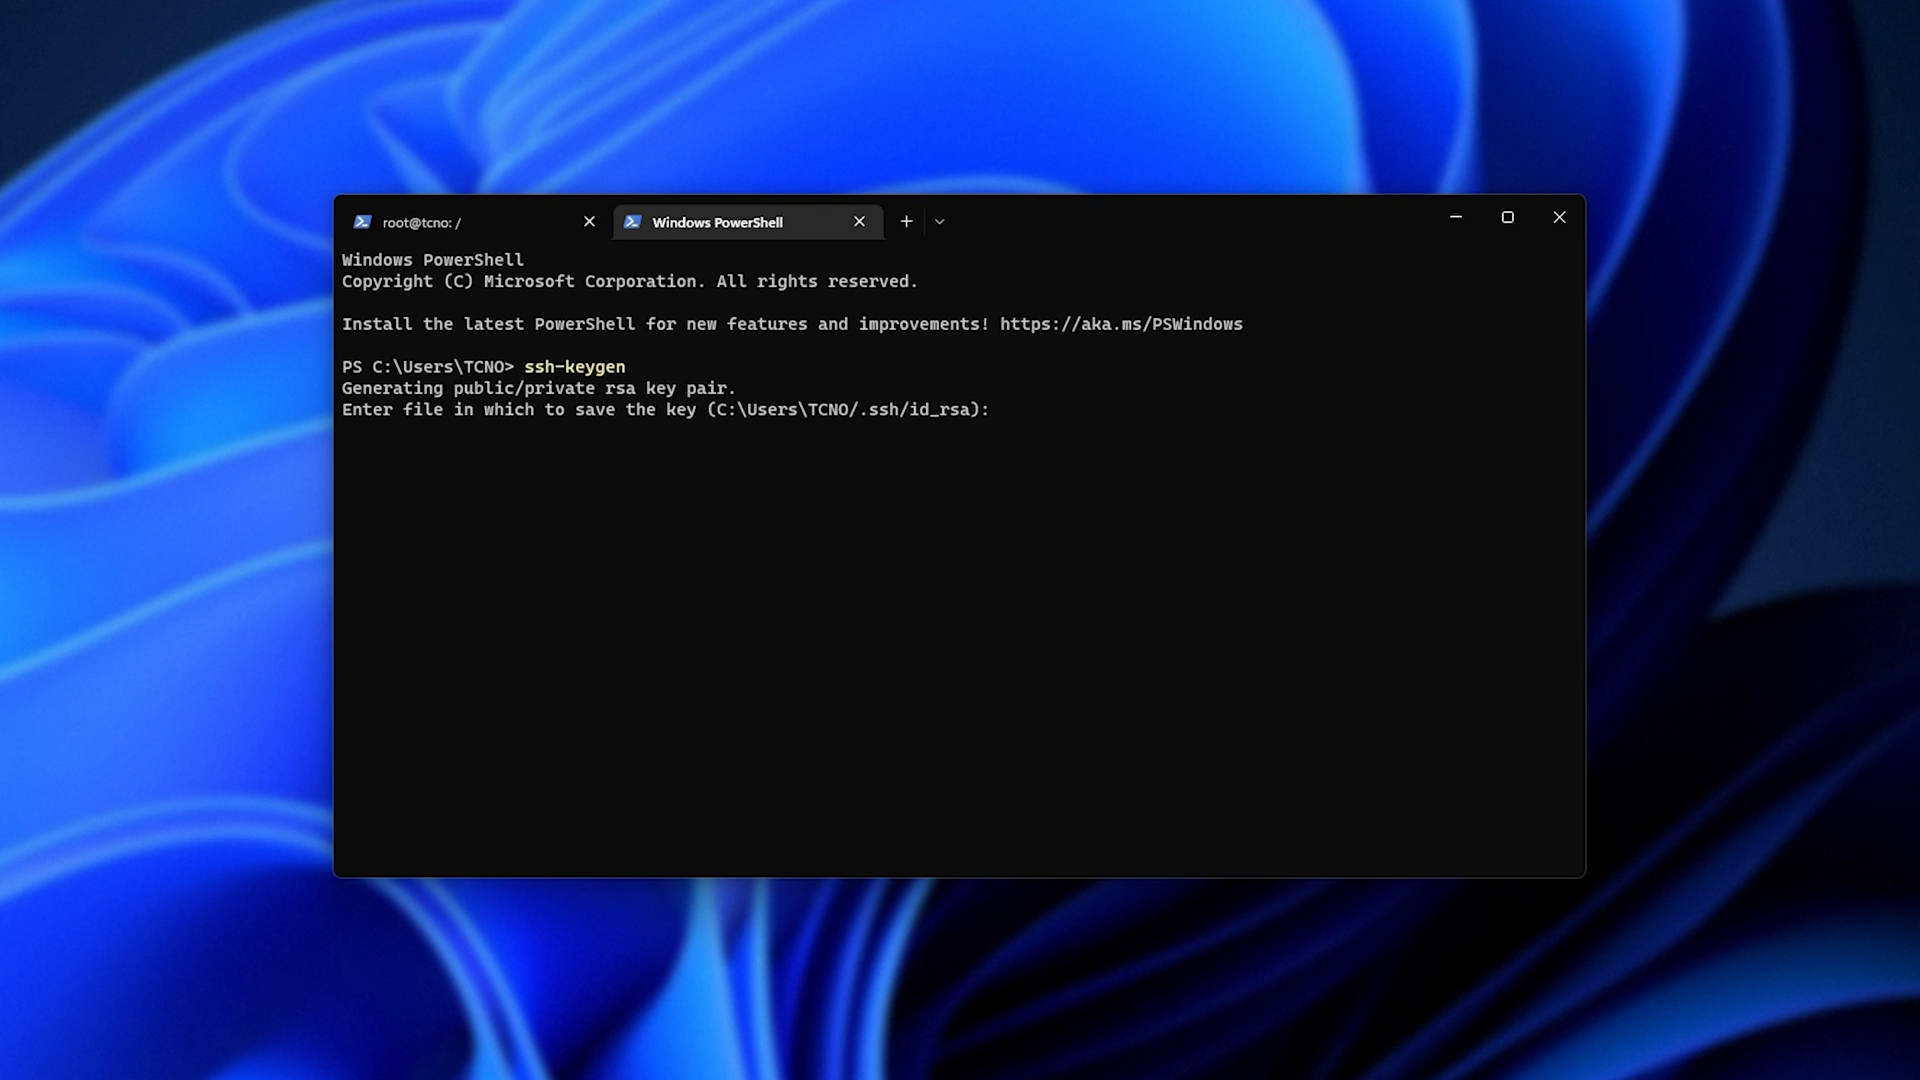 root@tcno: /
Windows PowerShell
Windows PowerShell
Copyright (C) Microsoft Corporation. All rights reserved.
Install the latest PowerShell for new features and improvements! https://aka.ms/PSWindows
PS C:\Users\TCNO> ssh-keygen
Generating public/private rsa key pair.
Enter file in which to save the key (C:\Users\TCNO/.ssh/id_rsa):